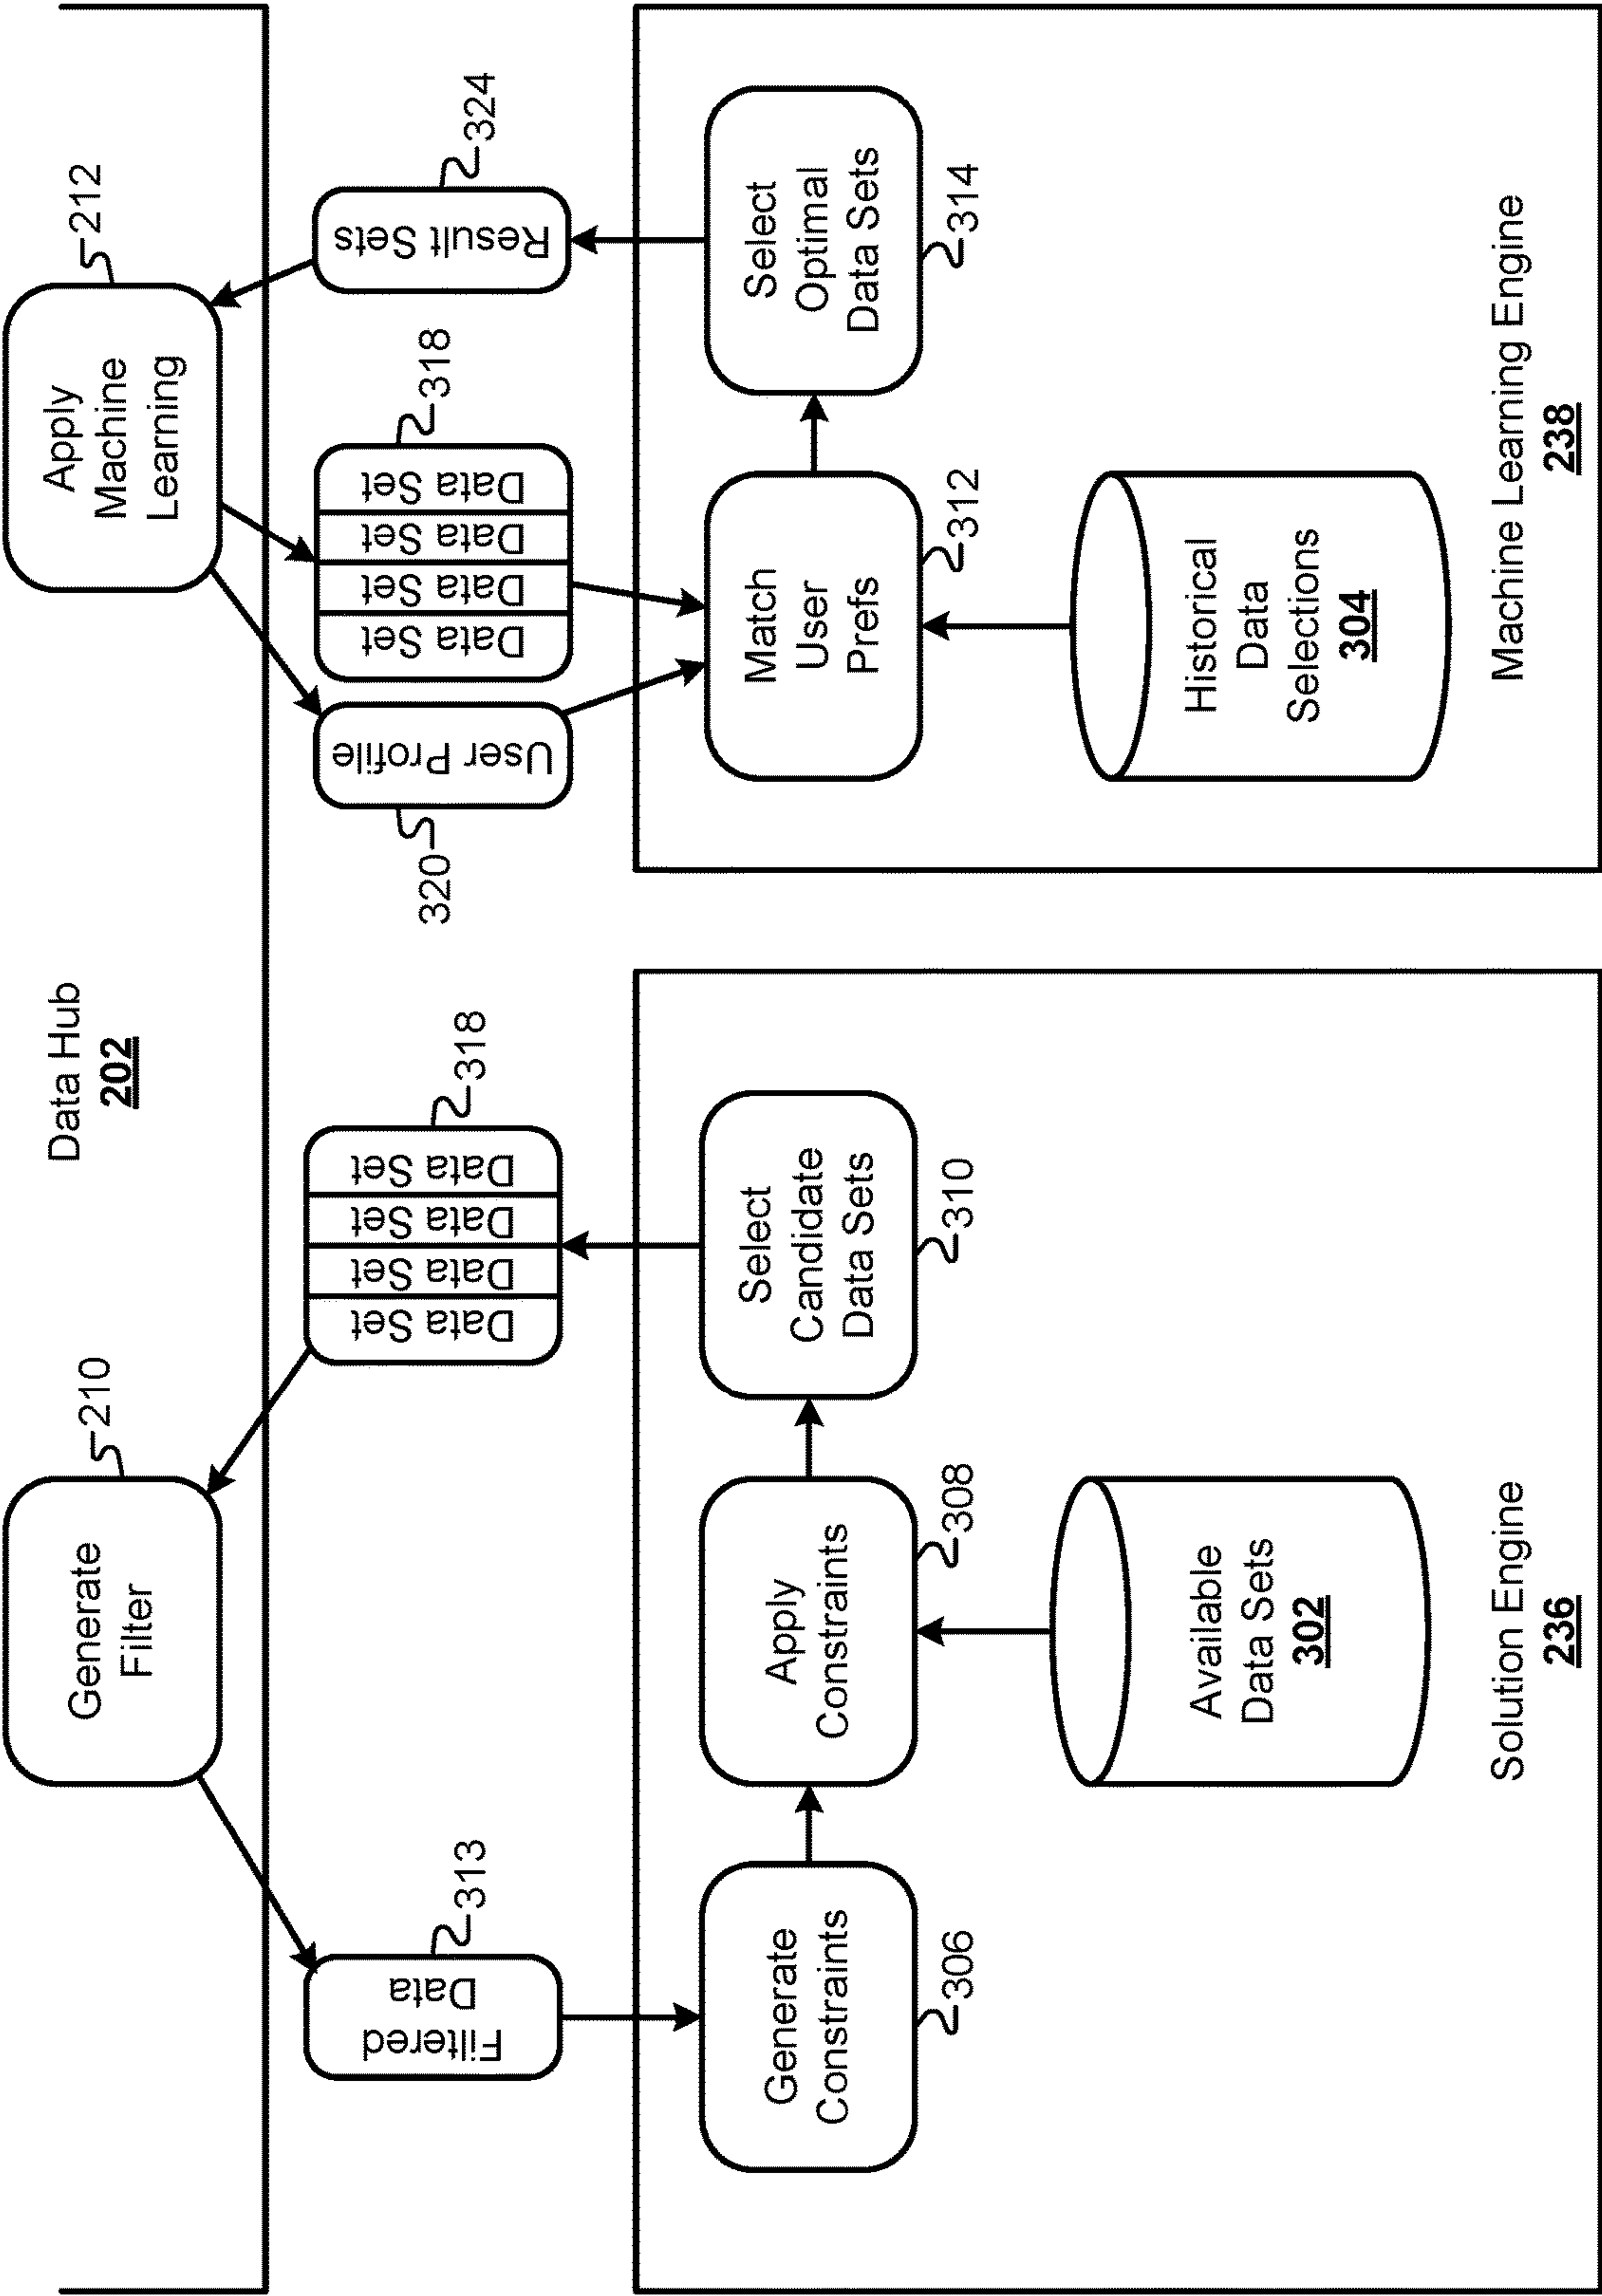 Data Hub
202
Generate
Filter
210
Apply
Machine
Learning
212
Filtered
Data
313
Data Set
Data Set
Data Set
Data Set
318
User Profile
320
Data Set
Data Set
Data Set
Data Set
318
Result Sets
324
Generate
Constraints
306
Apply
Constraints
308
Select
Candidate
Data Sets
310
Available
Data Sets
302
Solution Engine
236
Match
User
Prefs
312
Select
Optimal
Data Sets
314
Historical
Data
Selections
304
Machine Learning Engine
238